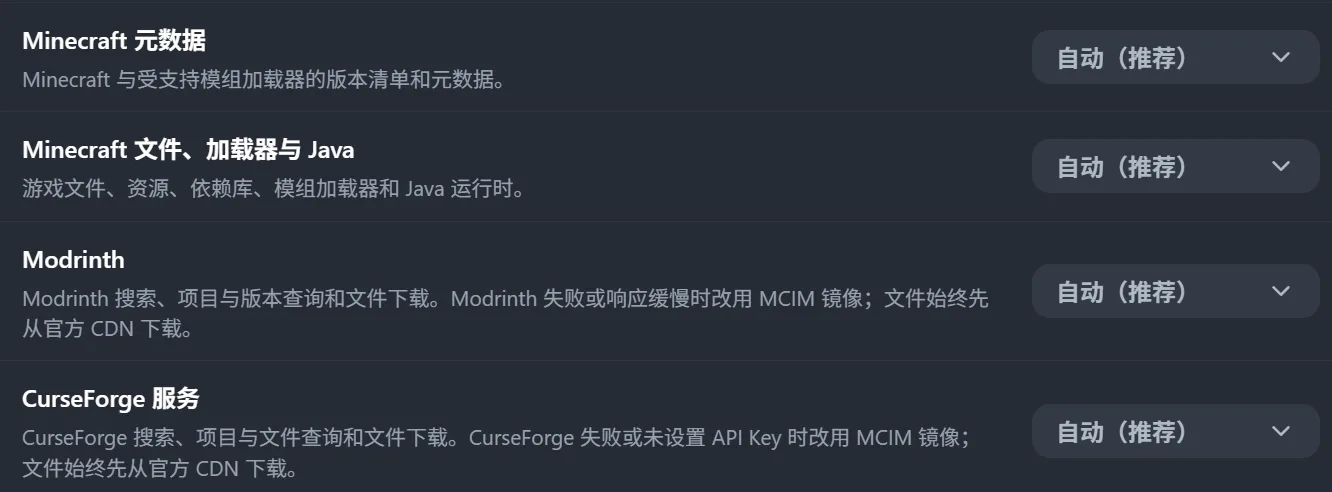 Minecraft 元数据
自动（推荐）
Minecraft 与受支持模组加载器的版本清单和元数据。
Minecraft 文件、加载器与 Java
自动（推荐）
游戏文件、资源、依赖库、模组加载器和 Java 运行时。
Modrinth
Modrinth 搜索、项目与版本查询和文件下载。Modrinth 失败或响应缓慢时改用 MCIM 镜像；文件始终先
从官方 CDN 下载。
自动（推荐）
CurseForge 服务
CurseForge 搜索、项目与文件查询和文件下载。CurseForge 失败或未设置 API Key 时改用 MCIM 镜像；
文件始终先从官方 CDN 下载。
自动（推荐）